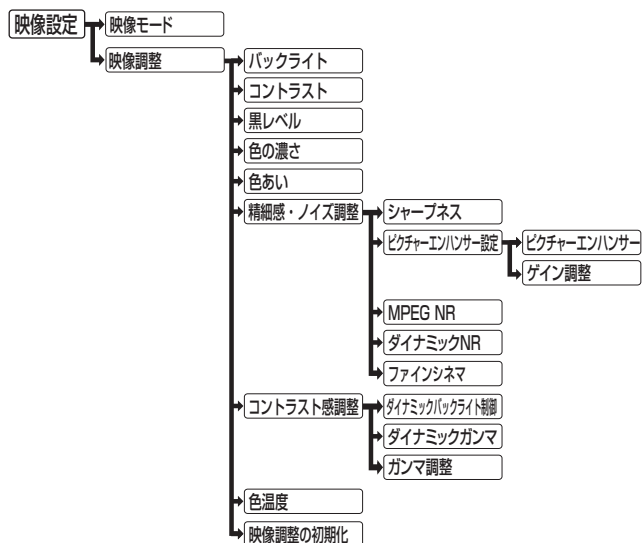 映像設定
映像モード
映像調整
バックライト
コントラスト
黒レベル
色の濃さ
色あい
精細感・ノイズ調整
シャープネス
ピクチャーエンハンサー設定
ピクチャーエンハンサー
ゲイン調整
MPEG NR
ダイナミックNR
ファインシネマ
コントラスト感調整
ダイナミックバックライト制御
ダイナミックガンマ
ガンマ調整
色温度
映像調整の初期化